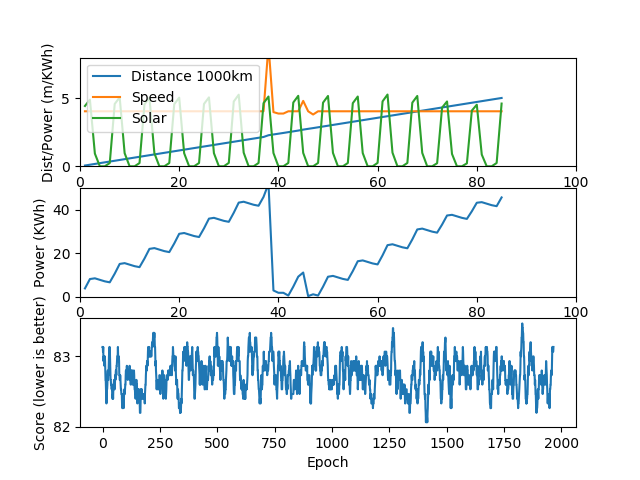 Dist/Power (m/KWh)
5
0
Distance 1000km
Speed
Solar
0 20 40 60 80 100
Power (KWh)
40
20
0
0 20 40 60 80 100
Score (lower is better)
83
82
0 250 500 750 1000 1250 1500 1750 2000
Epoch